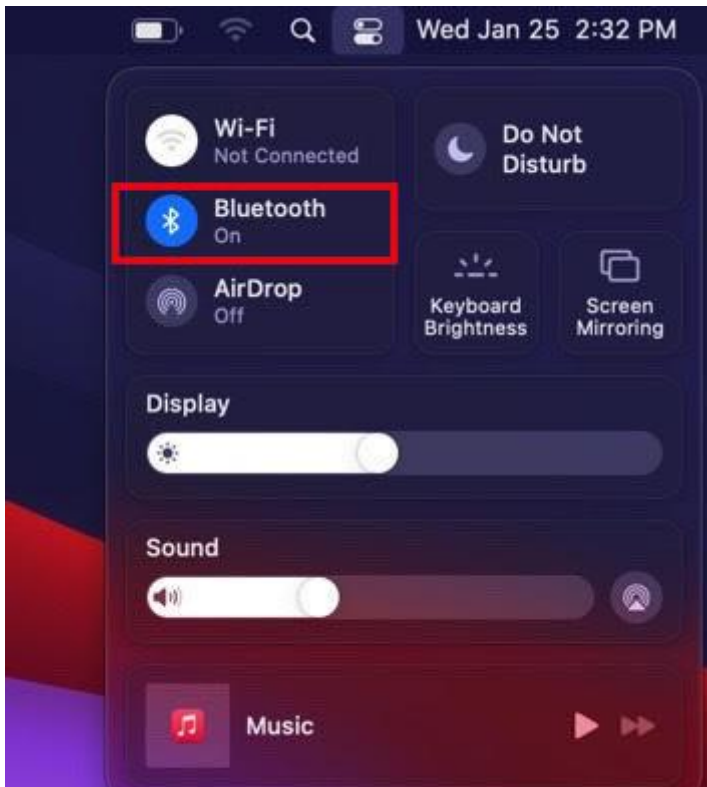 Wed Jan 25 2:32 PM
Wi-Fi
Not Connected
Do Not
Disturb
Bluetooth
On
AirDrop
Off
Keyboard
Brightness
Screen
Mirroring
Display
Sound
Music